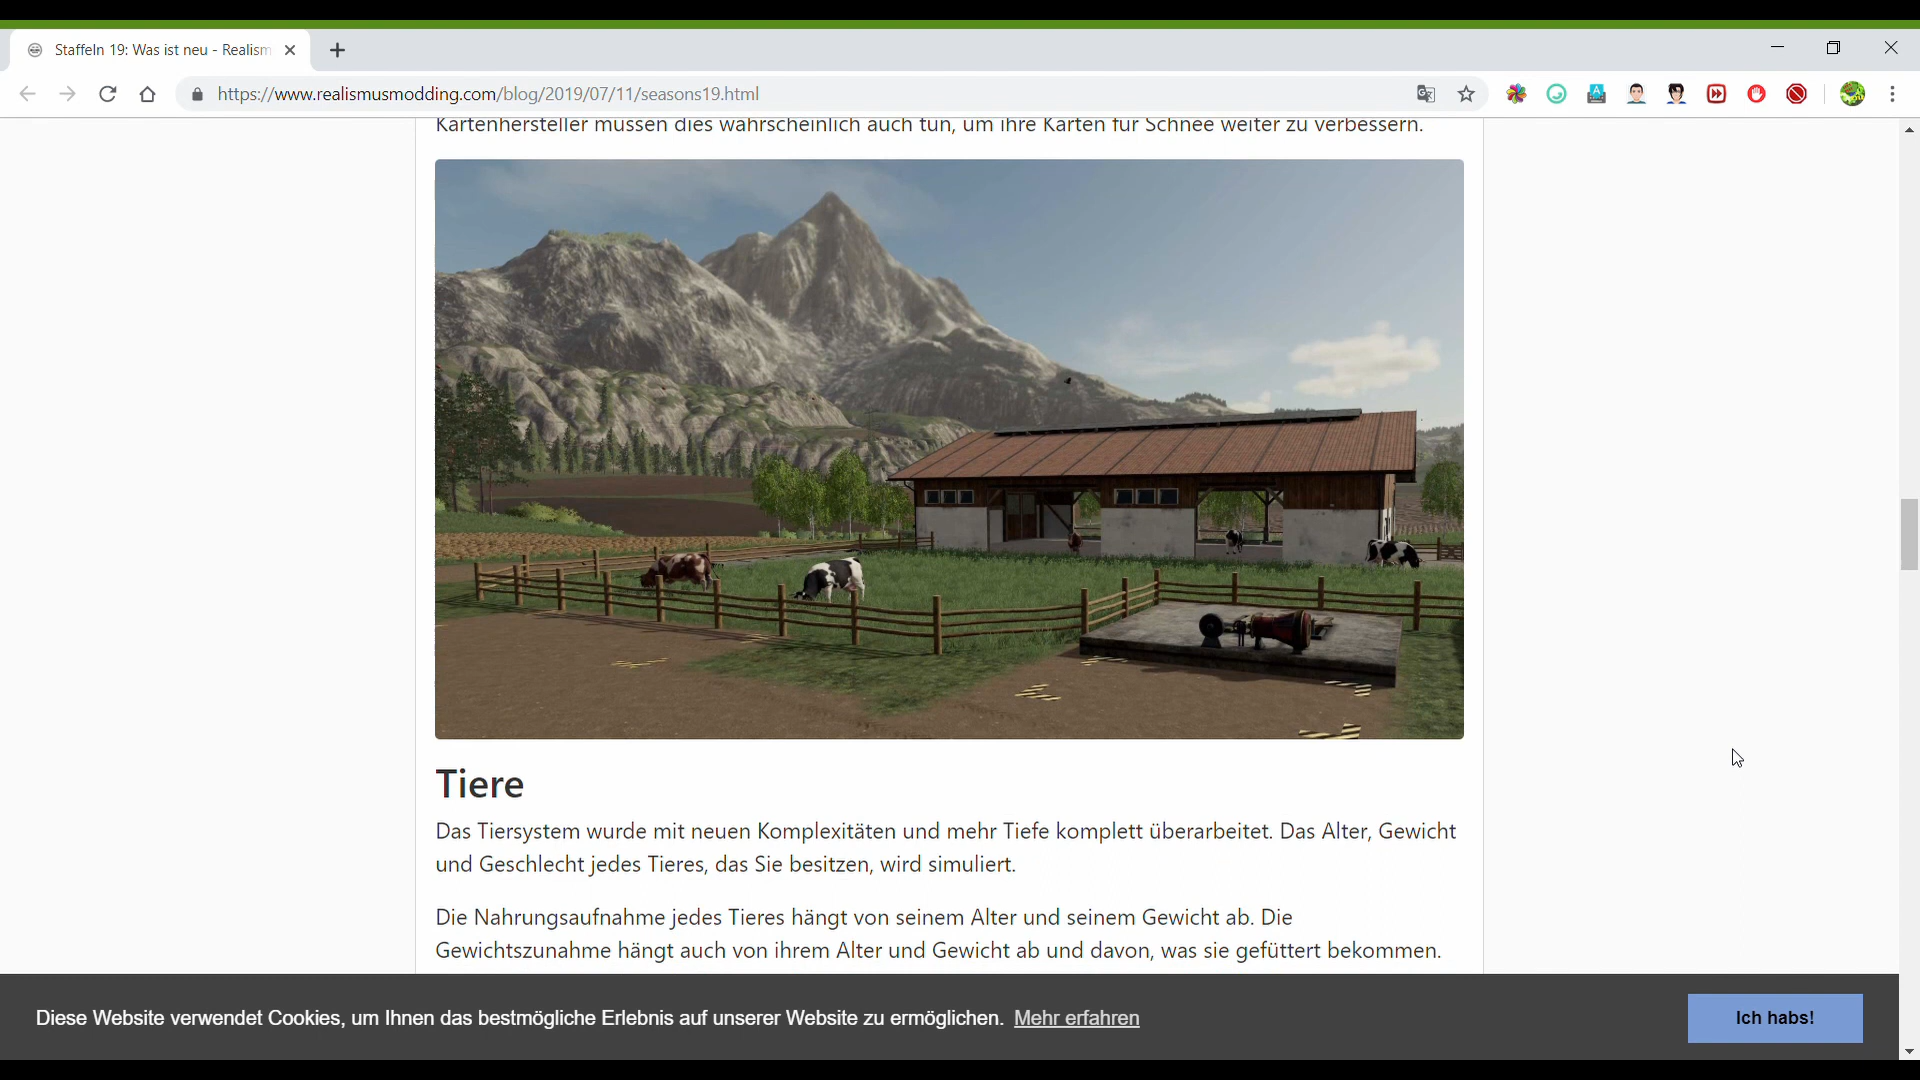 Staffeln 19: Was ist neu - Realism
https://www.realismusmodding.com/blog/2019/07/11/seasons19.html
Kartenhersteller müssen dies wahrscheinlich auch tun, um ihre Karten für Schnee weiter zu verbessern.
Tiere
Das Tiersystem wurde mit neuen Komplexitäten und mehr Tiefe komplett überarbeitet. Das Alter, Gewicht
und Geschlecht jedes Tieres, das Sie besitzen, wird simuliert.
Die Nahrungsaufnahme jedes Tieres hängt von seinem Alter und seinem Gewicht ab. Die
Gewichtszunahme hängt auch von ihrem Alter und Gewicht ab und davon, was sie gefüttert bekommen.
Diese Website verwendet Cookies, um Ihnen das bestmögliche Erlebnis auf unserer Website zu ermöglichen. Mehr erfahren
Ich habs!